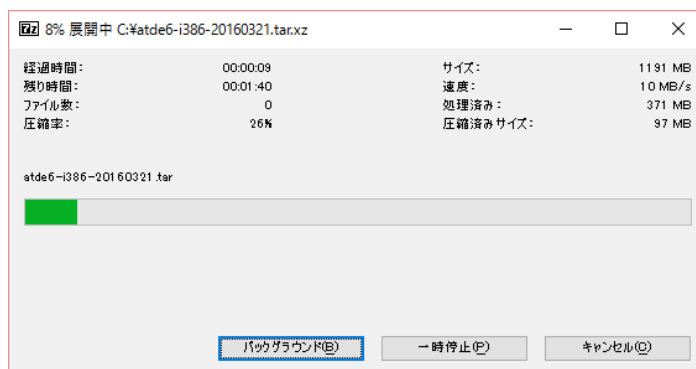 7z 8% 展開中 C:¥atde6-i386-20160321.tar.xz
経過時間: 00:00:09 サイズ: 1191 MB
残り時間: 00:01:40 速度: 10 MB/s
ファイル数: 0 処理済み: 371 MB
圧縮率: 26% 圧縮済みサイズ: 97 MB
atde6-i386-20160321.tar
バックグラウンド(B) 一時停止(P) キャンセル(C)